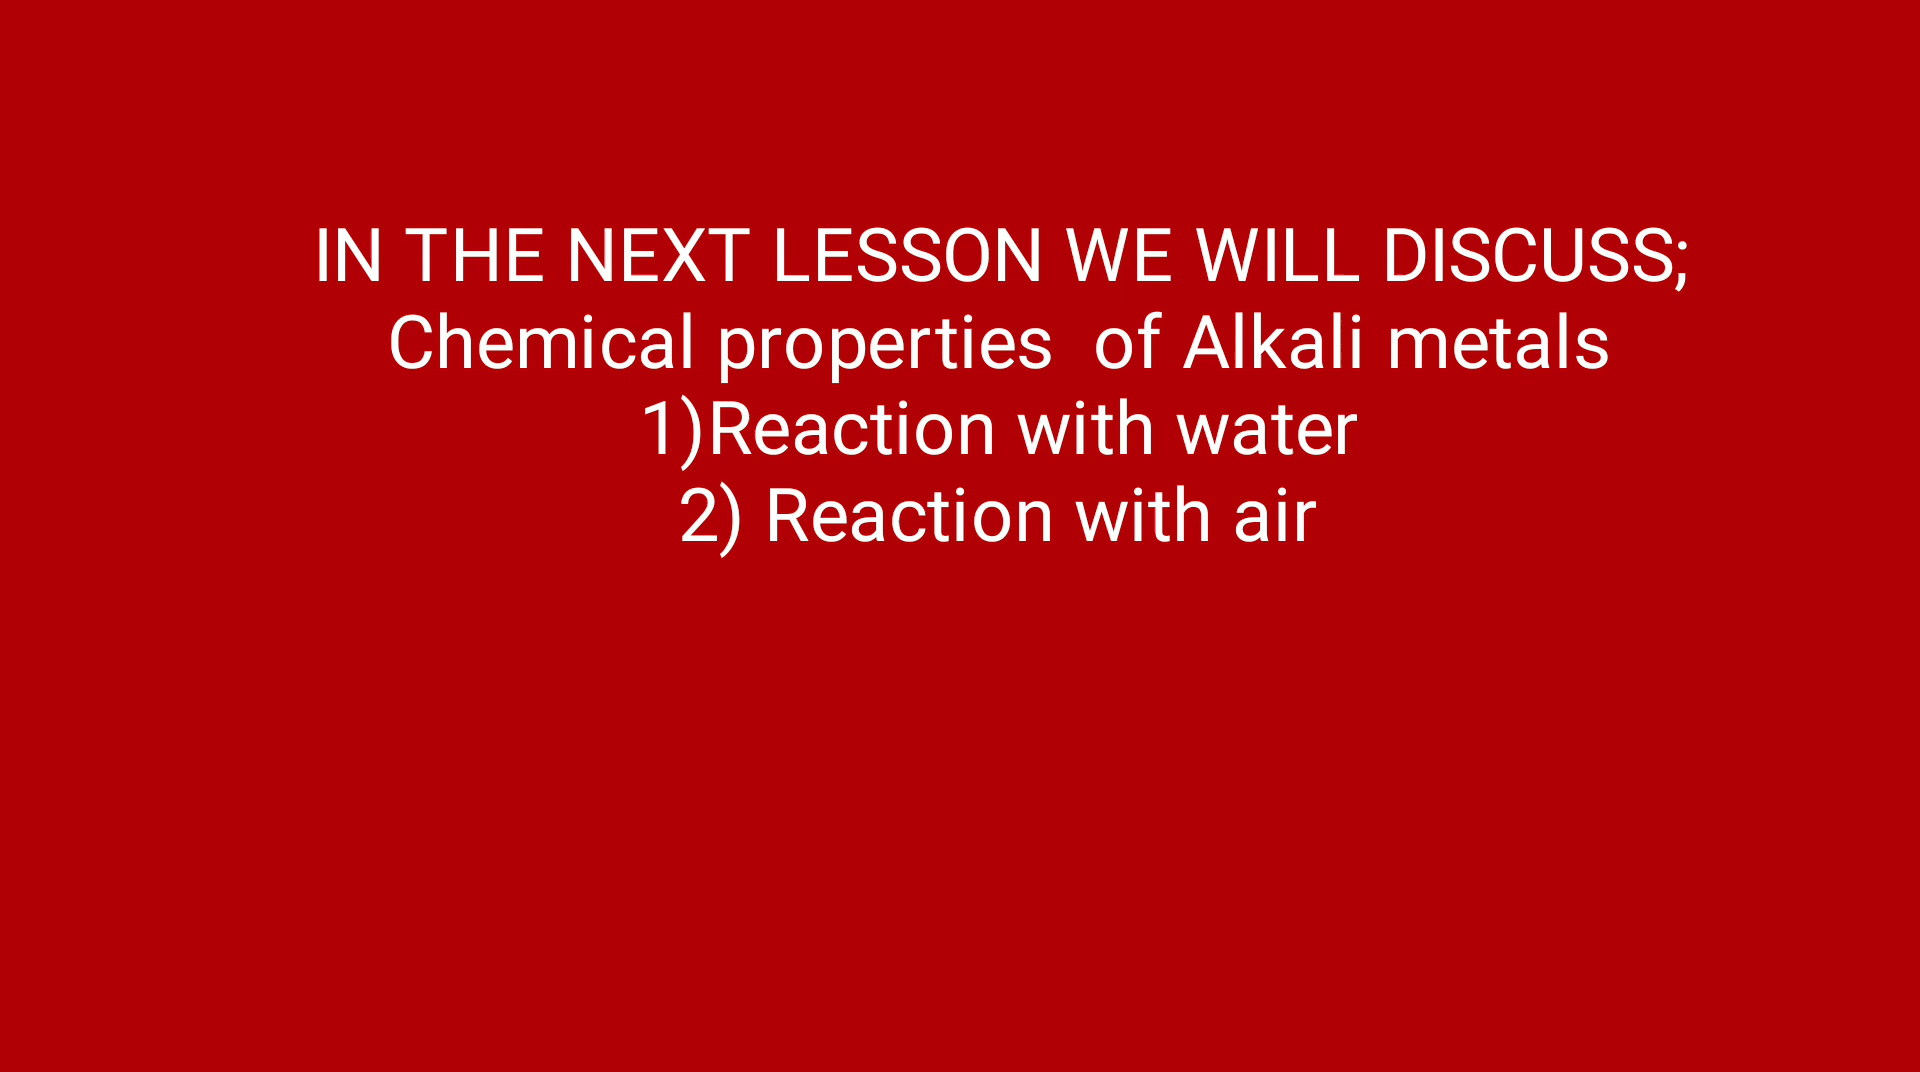 IN THE NEXT LESSON WE WILL DISCUSS;
Chemical properties  of Alkali metals
1)Reaction with water
2) Reaction with air